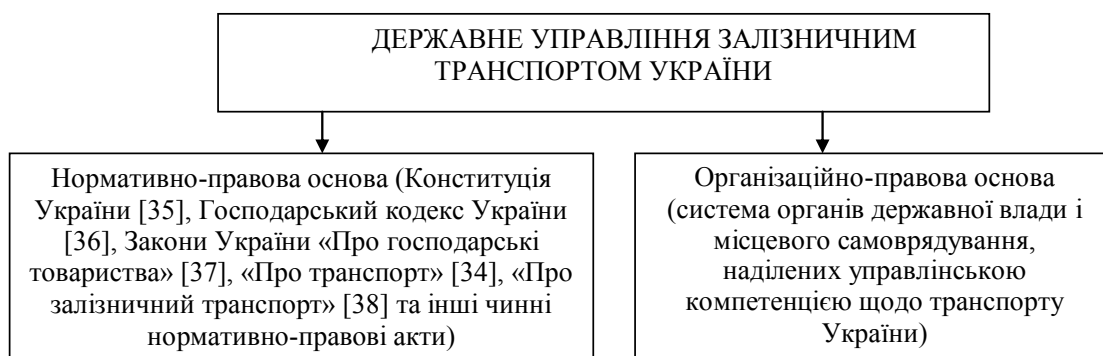 ДЕРЖАВНЕ УПРАВЛІННЯ ЗАЛІЗНИЧНИМ
ТРАНСПОРТОМ УКРАЇНИ
Нормативно-правова основа (Конституція
України [35], Господарський кодекс України
[36], Закони України «Про господарські
товариства» [37], «Про транспорт» [34], «Про
залізничний транспорт» [38] та інші чинні
нормативно-правові акти)
Організаційно-правова основа
(система органів державної влади і
місцевого самоврядування,
наділених управлінською
компетенцією щодо транспорту
України)